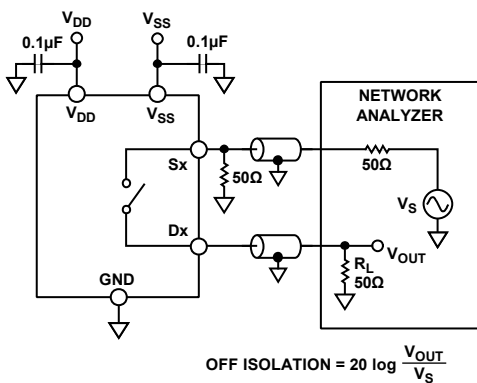 VDD
VSS
0.1µF
0.1µF
VDD
VSS
NETWORK
ANALYZER
Sx
50Ω
50Ω
VS
Dx
VOUT
RL
50Ω
GND
OFF ISOLATION = 20 log VOUT
VS